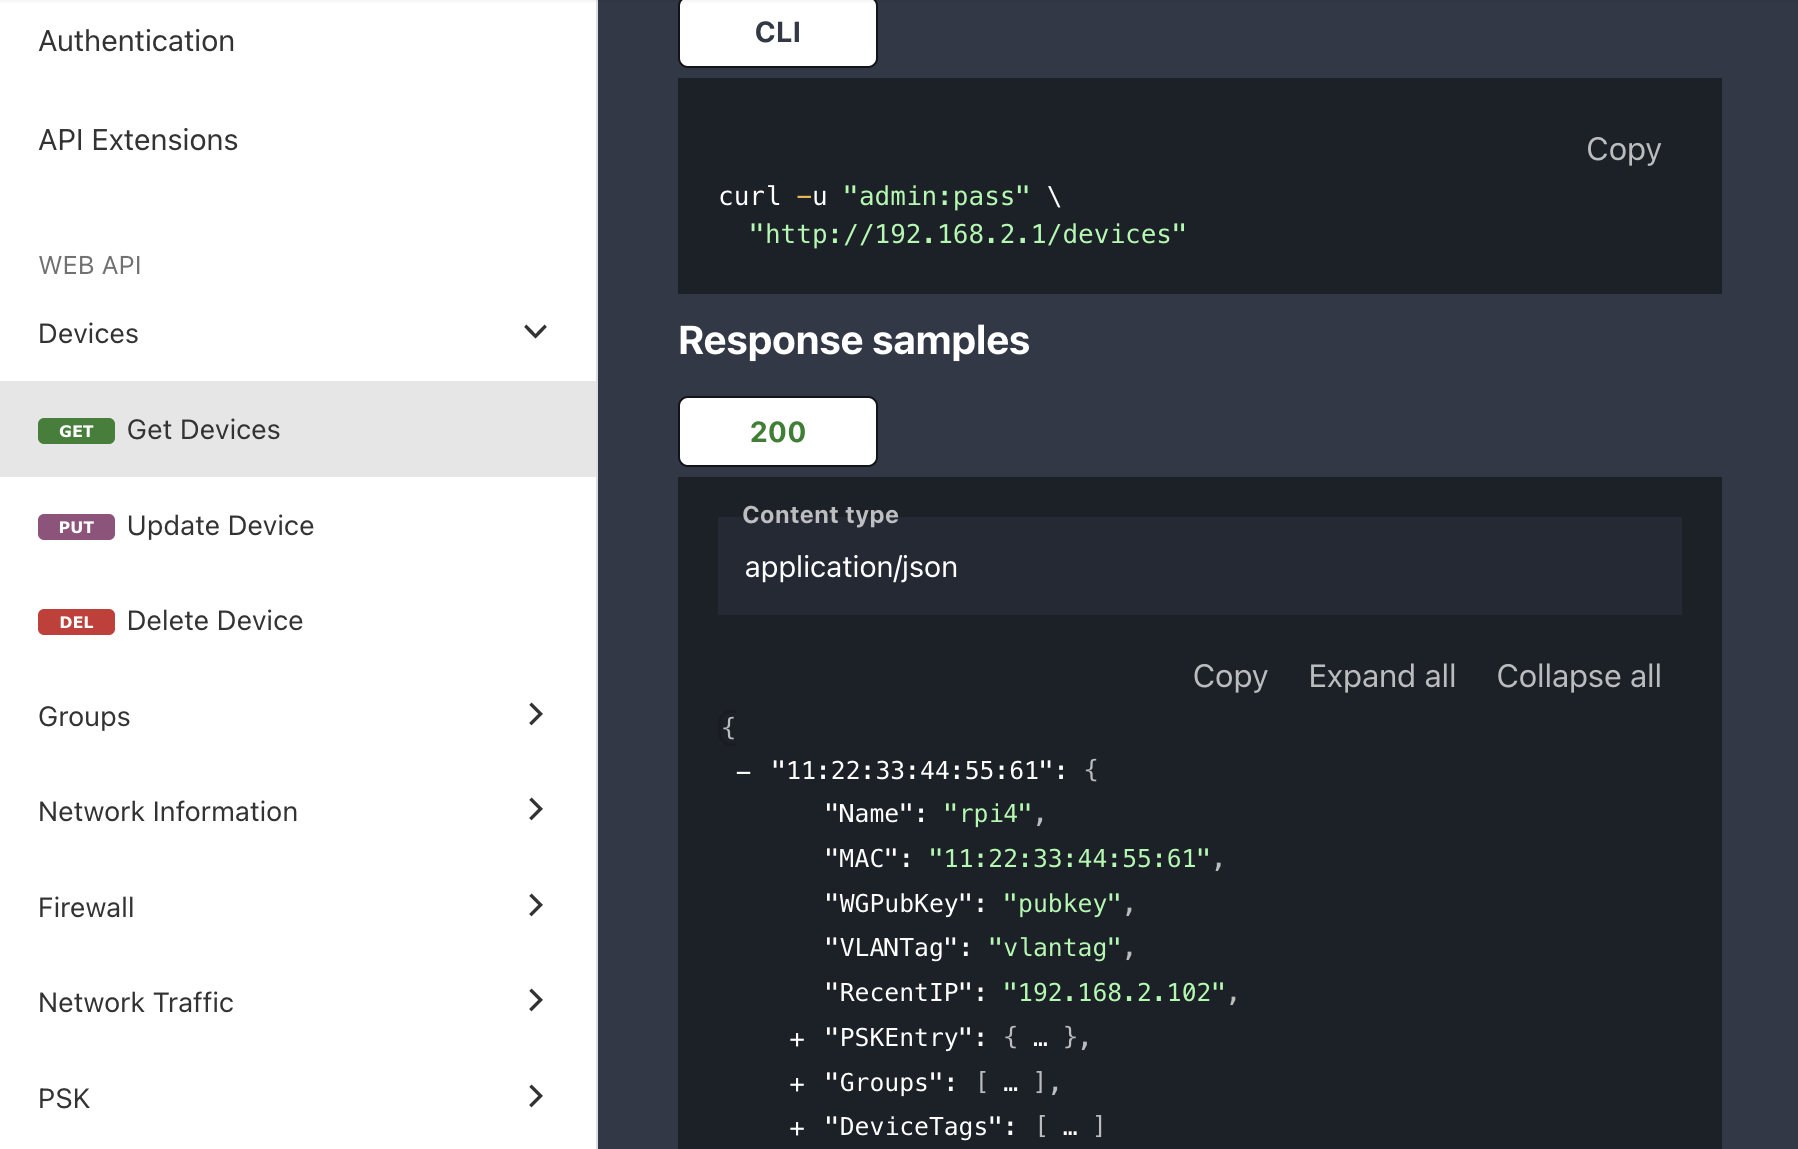 Authentication
API Extensions
WEB API
Devices
GET Get Devices
PUT Update Device
DEL Delete Device
Groups
Network Information
Firewall
Network Traffic
PSK
CLI
Copy
curl -u "admin:pass" \
"http://192.168.2.1/devices"
Response samples
200
Content type
application/json
Copy Expand all Collapse all
{
– "11:22:33:44:55:61": {
"Name": "rpi4",
"MAC": "11:22:33:44:55:61",
"WGPubKey": "pubkey",
"VLANTag": "vlantag",
"RecentIP": "192.168.2.102",
+ "PSKEntry": { … },
+ "Groups": [ … ],
+ "DeviceTags": [ … ]